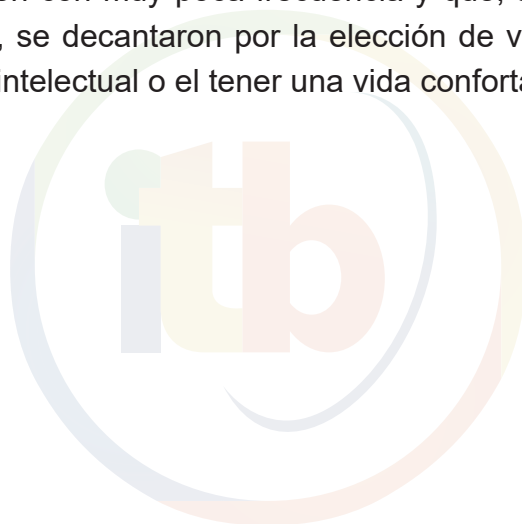 con muy poca frecuencia y que,
, se decantaron por la elección de v
intelectual o el tener una vida conforta
itb